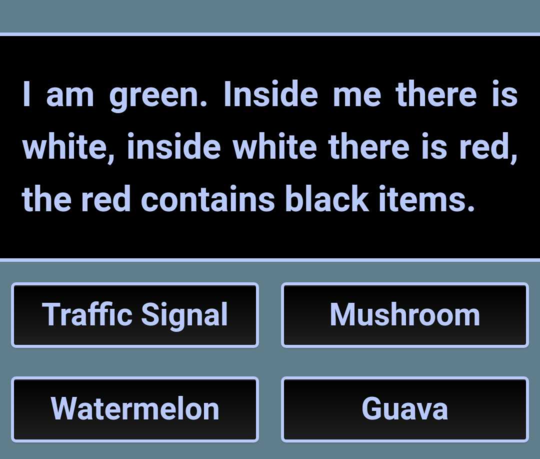 I am green. Inside me there is
white, inside white there is red,
the red contains black items.
Traffic Signal
Mushroom
Watermelon
Guava